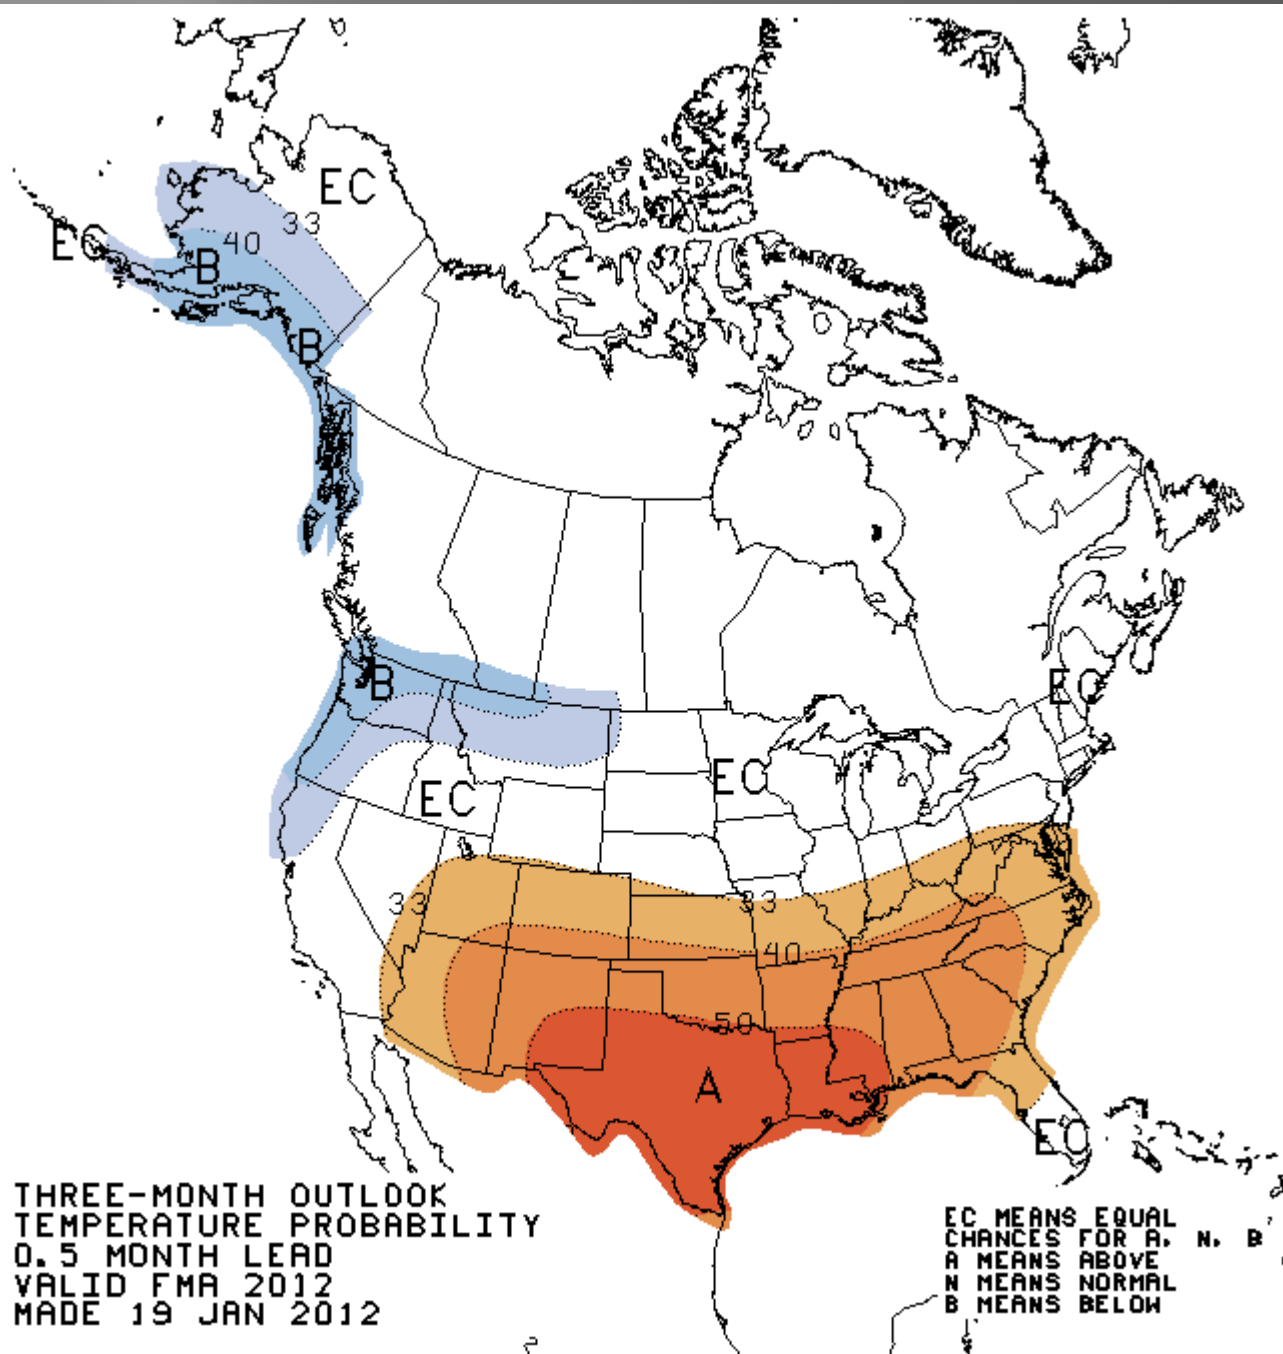 EC
33
EC
40
B
B
B
EC
EC
EC
33
33
40
50
A
EC
THREE-MONTH OUTLOOK
TEMPERATURE PROBABILITY
0.5 MONTH LEAD
VALID FMA 2012
MADE 19 JAN 2012
EC MEANS EQUAL
CHANCES FOR A, N, B
A MEANS ABOVE
N MEANS NORMAL
B MEANS BELOW